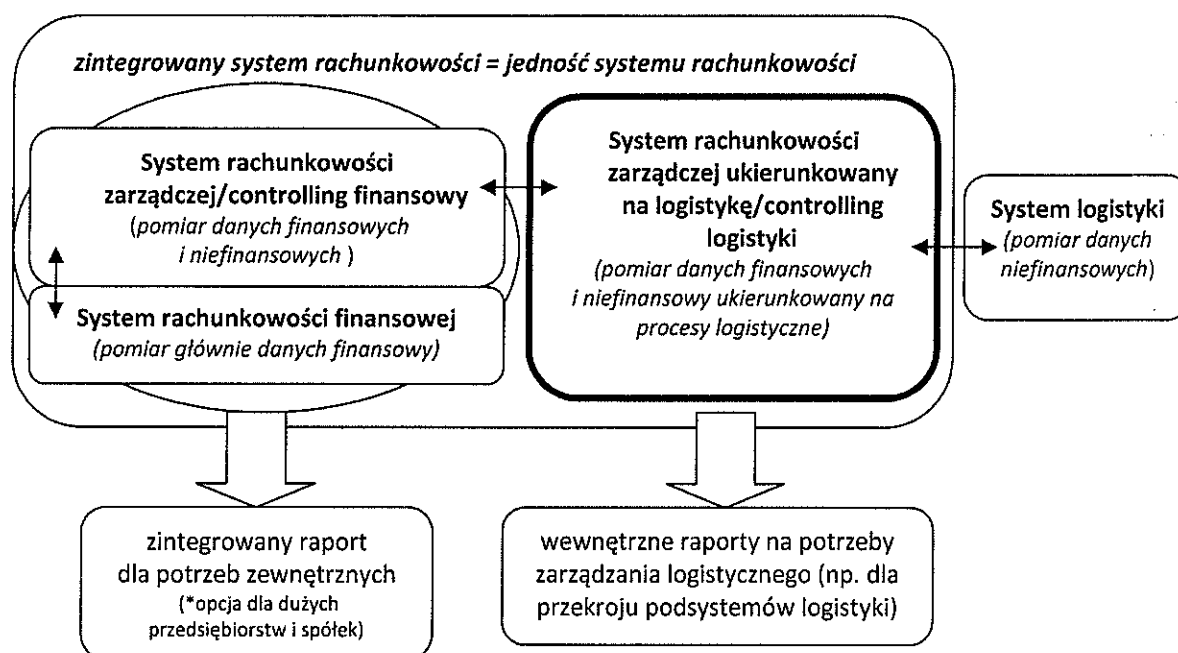 zintegrowany system rachunkowości = jedność systemu rachunkowości
System rachunkowości
zarządczej/controlling finansowy
(pomiar danych finansowych
i niefinansowych )
System rachunkowości finansowej
(pomiar głównie danych finansowy)
System rachunkowości
zarządczej ukierunkowany
na logistykę/controlling
logistyki
(pomiar danych finansowych
i niefinansowy ukierunkowany na
procesy logistyczne)
System logistyki
(pomiar danych
niefinansowych)
zintegrowany raport
dla potrzeb zewnętrznych
(*opcja dla dużych
przedsiębiorstw i spółek)
wewnętrzne raporty na potrzeby
zarządzania logistycznego (np. dla
przekroju podsystemów logistyki)